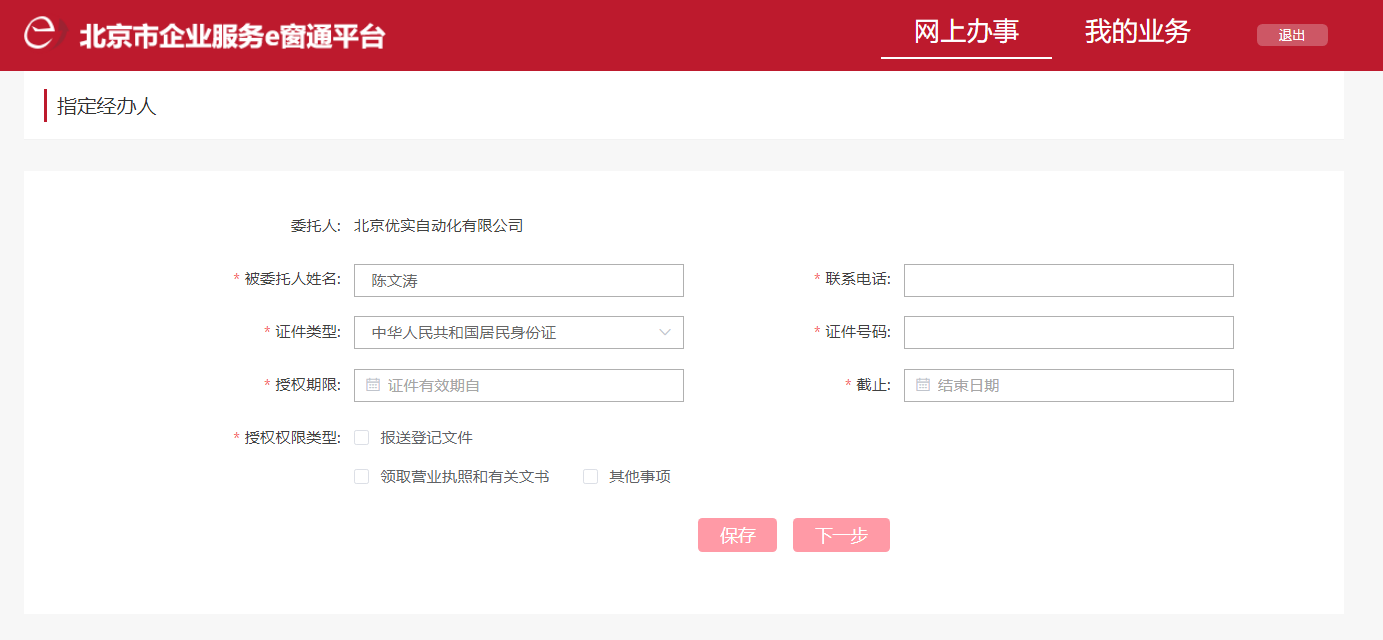 北京市企业服务e窗通平台 网上办事 我的业务 退出
指定经办人
委托人: 北京优实自动化有限公司
* 被委托人姓名: 陈文涛 * 联系电话:
* 证件类型: 中华人民共和国居民身份证 * 证件号码:
* 授权期限: 证件有效期自 * 截止: 结束日期
* 授权权限类型: 报送登记文件
领取营业执照和有关文书 其他事项
保存 下一步